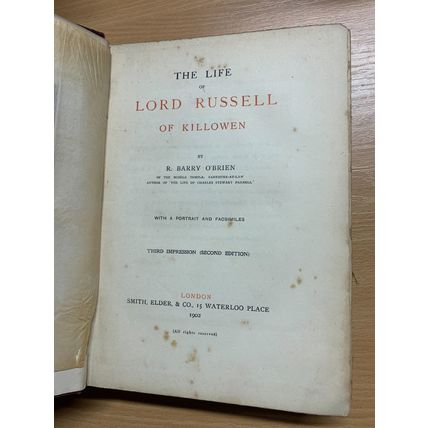 THE LIFE
OF
LORD RUSSELL
OF KILLOWEN
BY
R. BARRY O'BRIEN
OF THE MIDDLE TEMPLE, BARRISTER-AT-LAW
AUTHOR OF 'THE LIFE OF CHARLES STEWART PARNELL'
WITH A PORTRAIT AND FACSIMILES
THIRD IMPRESSION (SECOND EDITION)
LONDON
SMITH, ELDER, & CO., 15 WATERLOO PLACE
1902
(All rights reserved)